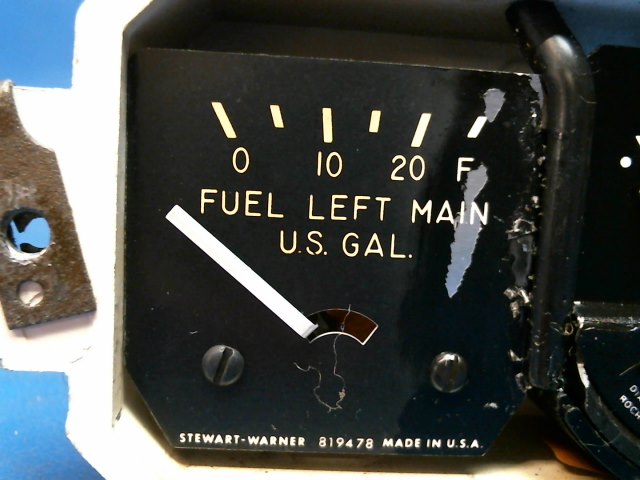 0 10 20 F
FUEL LEFT MAIN
U.S. GAL.
STEWART-WARNER 819478 MADE IN U.S.A.